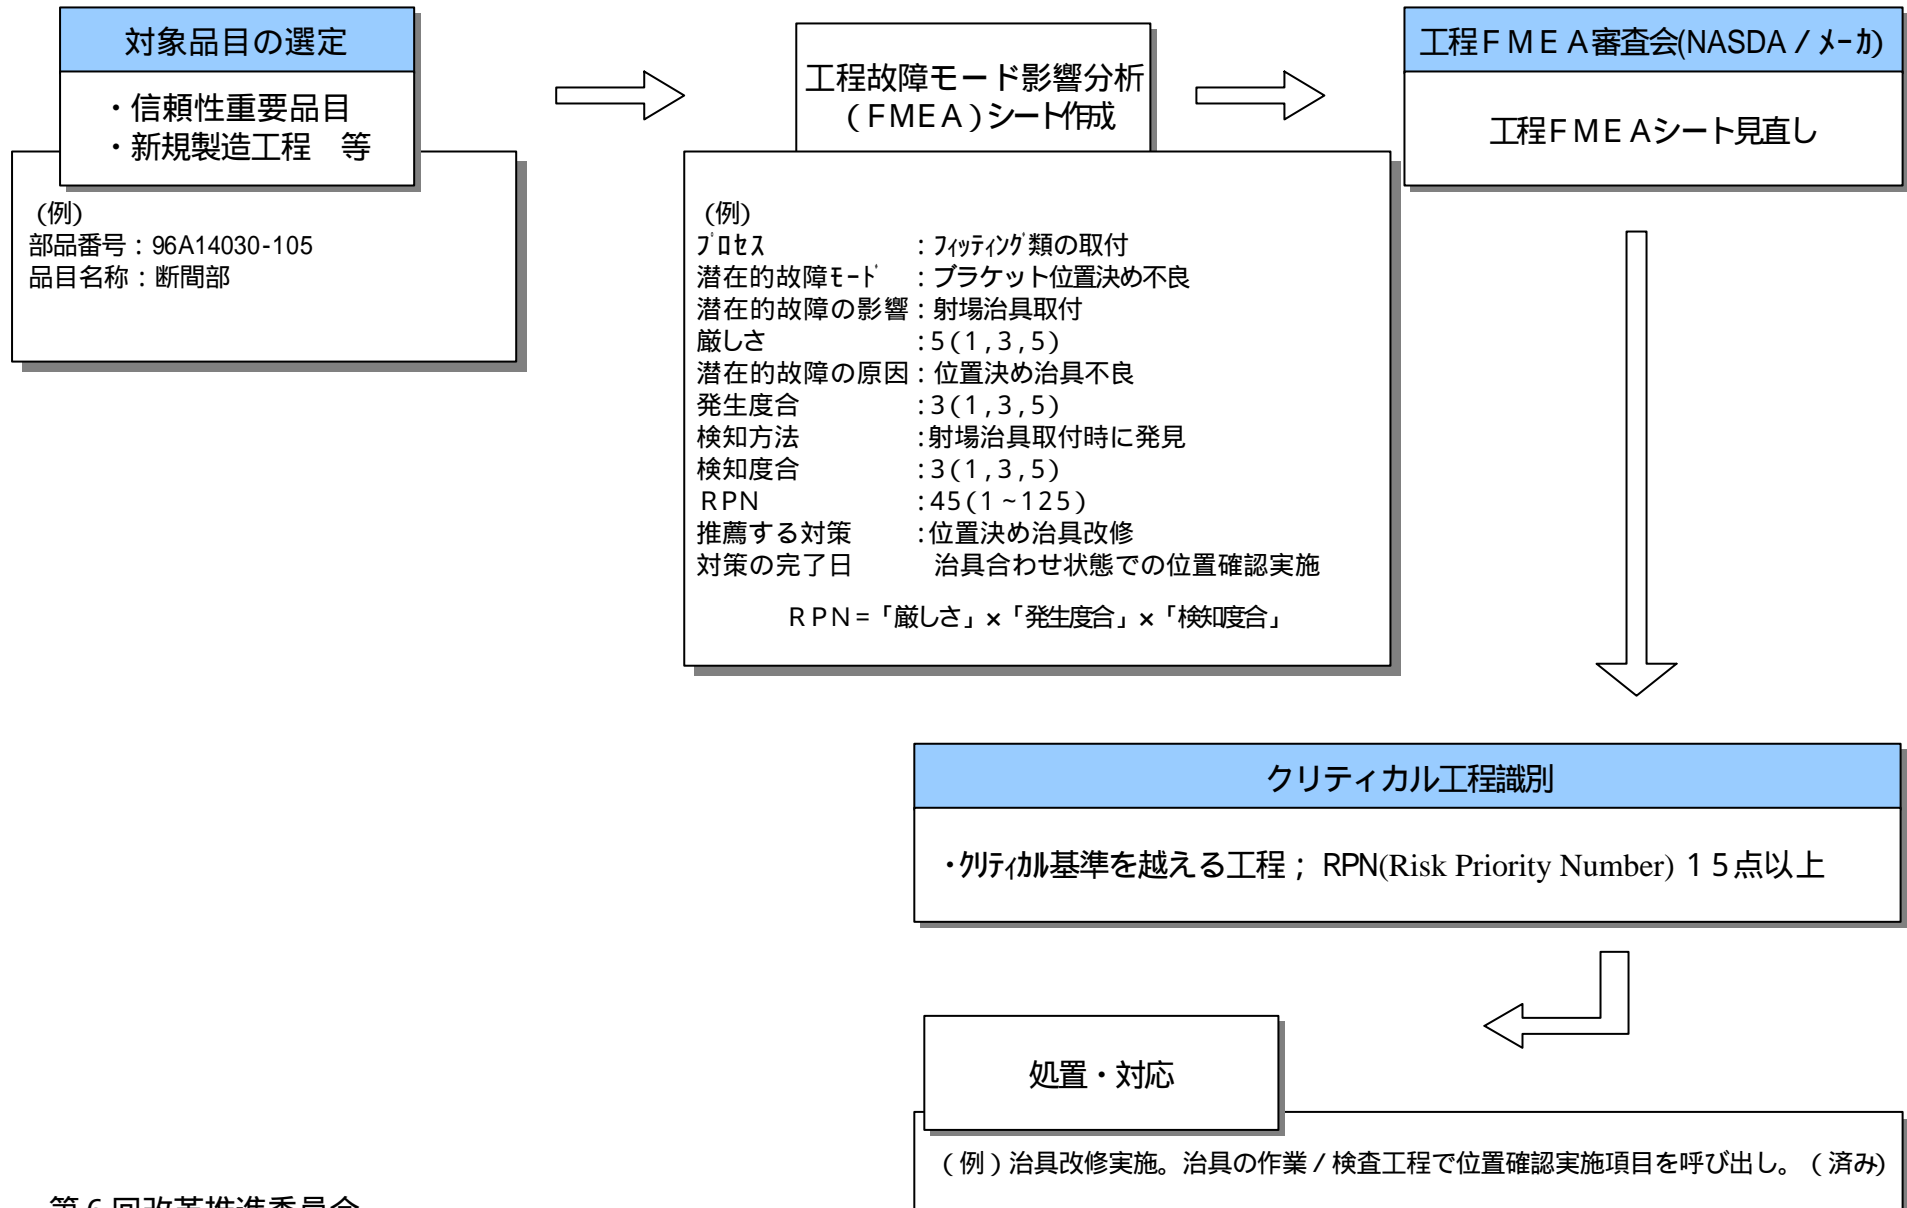 対象品目の選定
・信頼性重要品目
・新規製造工程　等
(例)
部品番号：96A14030-105
品目名称：断間部
工程故障モード影響分析
(FMEA)シート作成
(例)
ﾌﾟﾛｾｽ：ﾌｨｯﾃｨﾝｸﾞ類の取付
潜在的故障ﾓｰﾄﾞ：ブラケット位置決め不良
潜在的故障の影響：射場治具取付
厳しさ：5(1,3,5)
潜在的故障の原因：位置決め治具不良
発生度合：3(1,3,5)
検知方法：射場治具取付時に発見
検知度合：3(1,3,5)
RPN：45(1~125)
推薦する対策：位置決め治具改修
対策の完了日　治具合わせ状態での位置確認実施
RPN=「厳しさ」×「発生度合」×「検知度合」
工程FMEA審査会(NASDA/ﾒｰｶ)
工程FMEAシート見直し
クリティカル工程識別
・ｸﾘﾃｨｶﾙ基準を越える工程；RPN(Risk Priority Number) 15点以上
処置・対応
(例)治具改修実施。治具の作業/検査工程で位置確認実施項目を呼び出し。(済み)
第6回改革推進委員会